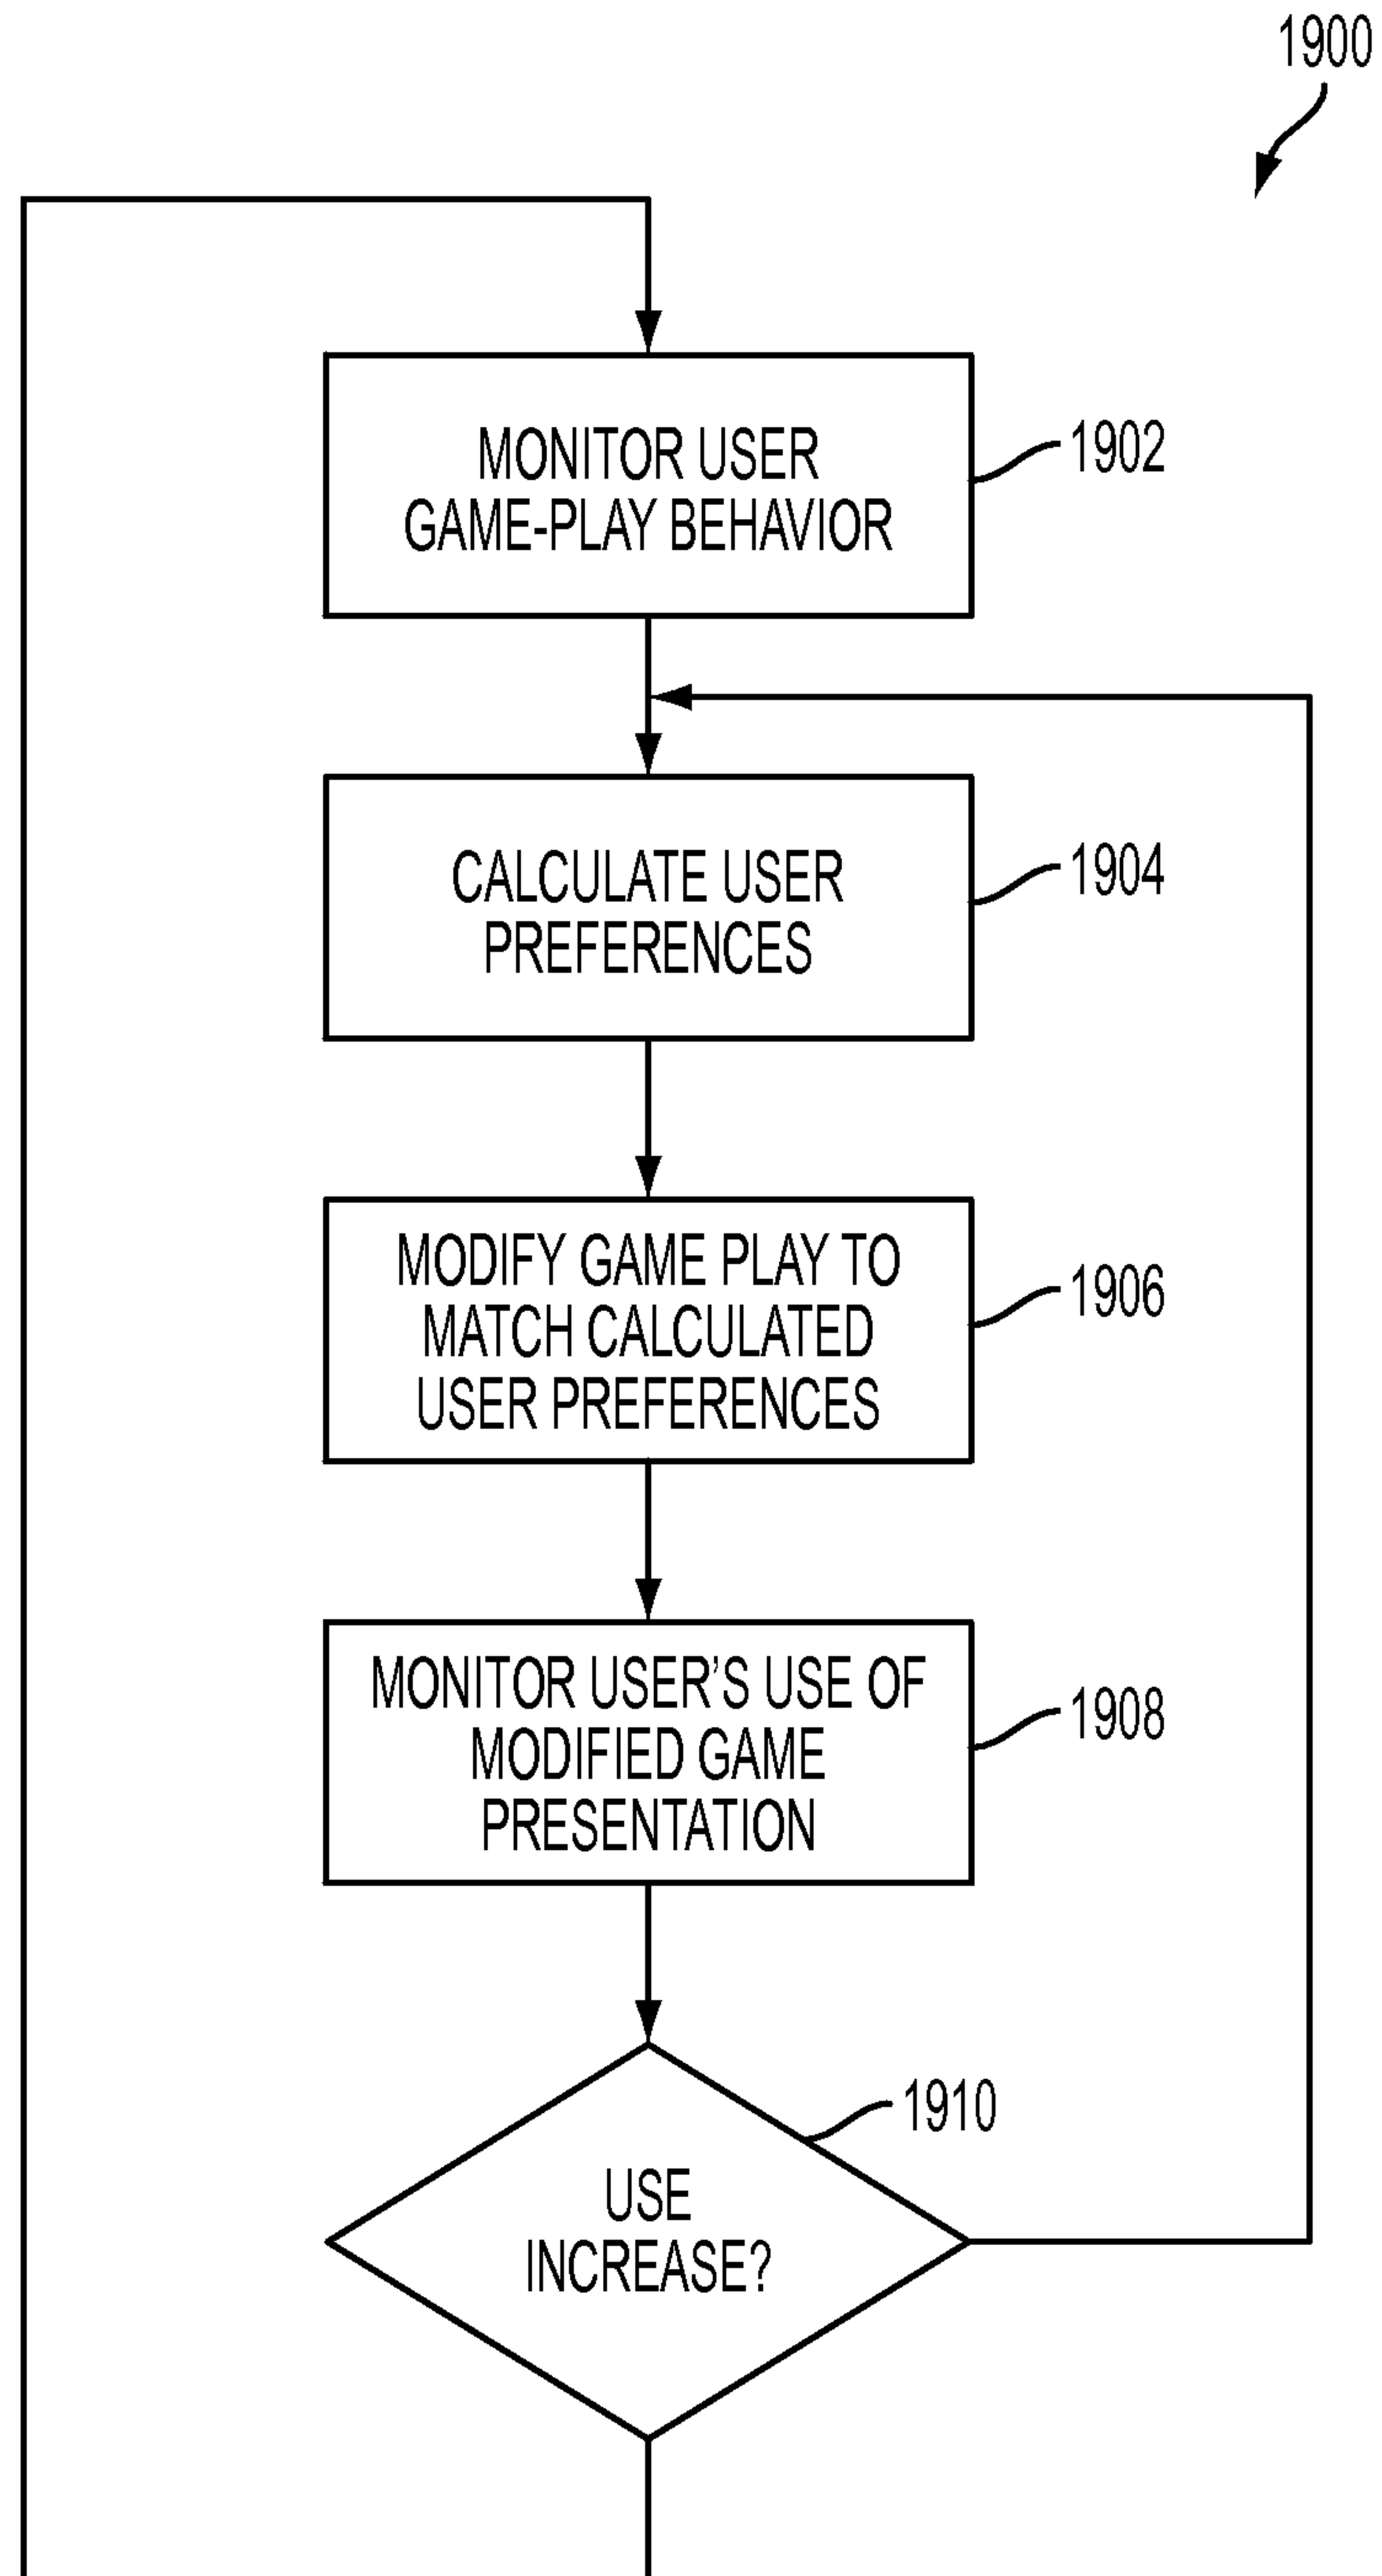 1900
MONITOR USER
GAME-PLAY BEHAVIOR
1902
CALCULATE USER
PREFERENCES
1904
MODIFY GAME PLAY TO
MATCH CALCULATED
USER PREFERENCES
1906
MONITOR USER'S USE OF
MODIFIED GAME
PRESENTATION
1908
USE
INCREASE?
1910